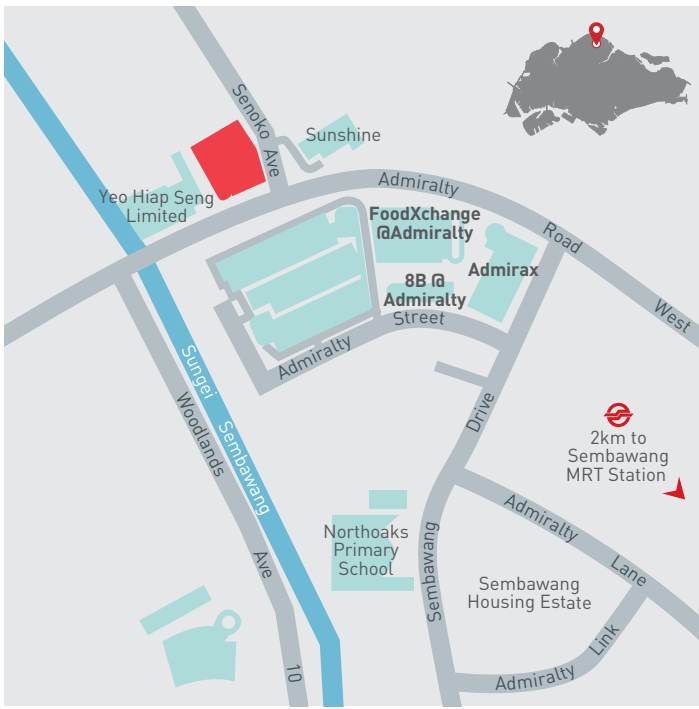 Senoko Ave
Sunshine
Yeo Hiap Seng
Limited
Admiralty Road West
FoodXchange
@Admiralty
Admirax
8B @
Admiralty
Admiralty Street
Sungei Sembawang
Woodlands Ave 10
Sembawang Drive
2km to
Sembawang
MRT Station
Northoaks
Primary
School
Admiralty Lane
Sembawang
Housing Estate
Admiralty Link